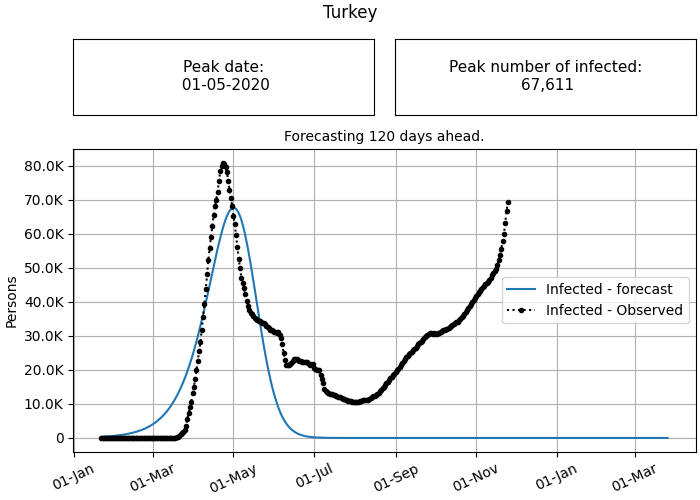 Turkey
Peak date:
01-05-2020
Peak number of infected:
67,611
Forecasting 120 days ahead.
80.0K
70.0K
60.0K
50.0K
40.0K
30.0K
20.0K
10.0K
0
Persons
Infected - forecast
Infected - Observed
01-Jan
01-Mar
01-May
01-Jul
01-Sep
01-Nov
01-Jan
01-Mar